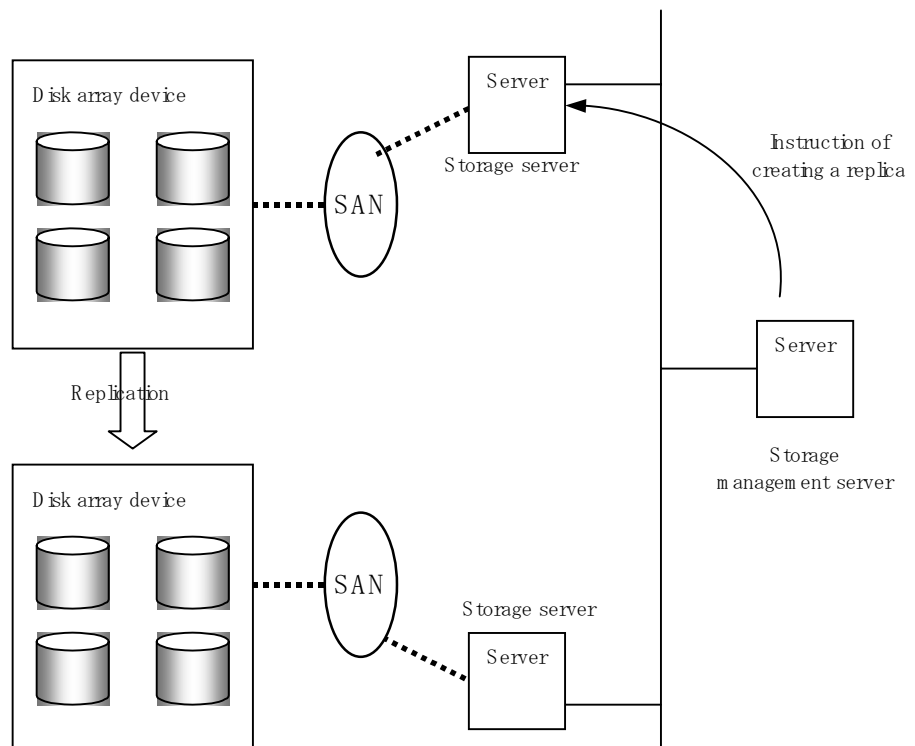 Server
Disk array device
Instruction of
creating a replica
Storage server
SAN
Server
Replication
Storage
management server
Disk array device
SAN
Storage server
Server